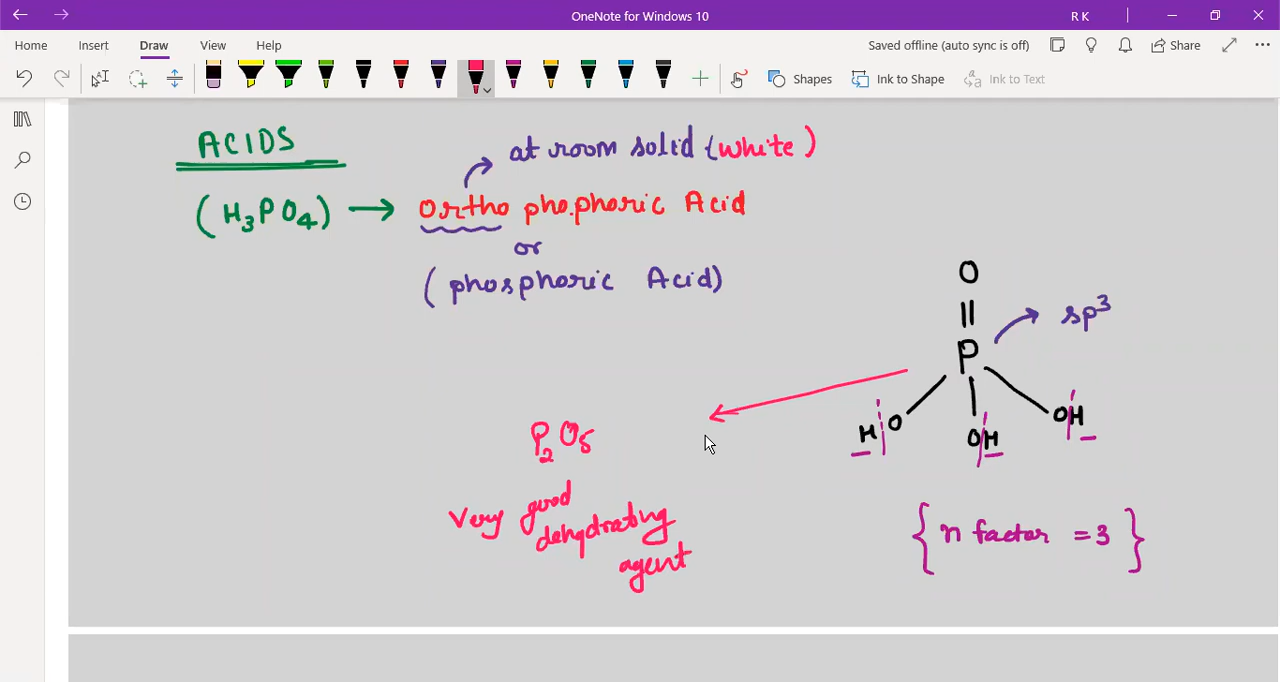 OneNote for Windows 10
R K
Home Insert Draw View Help
Saved offline (auto sync is off)
Share
Shapes
Ink to Shape
Ink to Text
ACIDS
at room solid (white)
(H3PO4) → Ortho pho.phoric Acid
or
(phosphoric Acid)
O
||
P
sp3
HO
OH
OH
P2O5
Very good
dehydrating
agent
{n factor = 3}